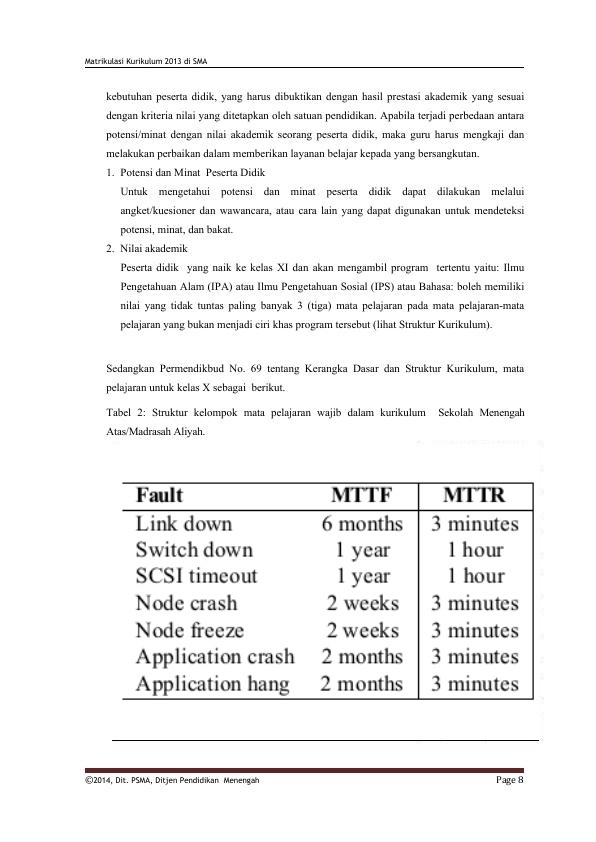 Matrikulasi Kurikulum 2013 di SMA
kebutuhan peserta didik, yang harus dibuktikan dengan hasil prestasi akademik yang sesuai
dengan kriteria nilai yang ditetapkan oleh satuan pendidikan. Apabila terjadi perbedaan antara
potensi/minat dengan nilai akademik seorang peserta didik, maka guru harus mengkaji dan
melakukan perbaikan dalam memberikan layanan belajar kepada yang bersangkutan.
1. Potensi dan Minat Peserta Didik
Untuk mengetahui potensi dan minat peserta didik dapat dilakukan melalui
angket/kuesioner dan wawancara, atau cara lain yang dapat digunakan untuk mendeteksi
potensi, minat, dan bakat.
2. Nilai akademik
Peserta didik yang naik ke kelas XI dan akan mengambil program tertentu yaitu: Ilmu
Pengetahuan Alam (IPA) atau Ilmu Pengetahuan Sosial (IPS) atau Bahasa: boleh memiliki
nilai yang tidak tuntas paling banyak 3 (tiga) mata pelajaran pada mata pelajaran-mata
pelajaran yang bukan menjadi ciri khas program tersebut (lihat Struktur Kurikulum).
Sedangkan Permendikbud No. 69 tentang Kerangka Dasar dan Struktur Kurikulum, mata
pelajaran untuk kelas X sebagai berikut.
Tabel 2: Struktur kelompok mata pelajaran wajib dalam kurikulum Sekolah Menengah
Atas/Madrasah Aliyah.
Fault MTTF MTTR
Link down 6 months 3 minutes
Switch down 1 year 1 hour
SCSI timeout 1 year 1 hour
Node crash 2 weeks 3 minutes
Node freeze 2 weeks 3 minutes
Application crash 2 months 3 minutes
Application hang 2 months 3 minutes
©2014, Dit. PSMA, Ditjen Pendidikan Menengah Page 8